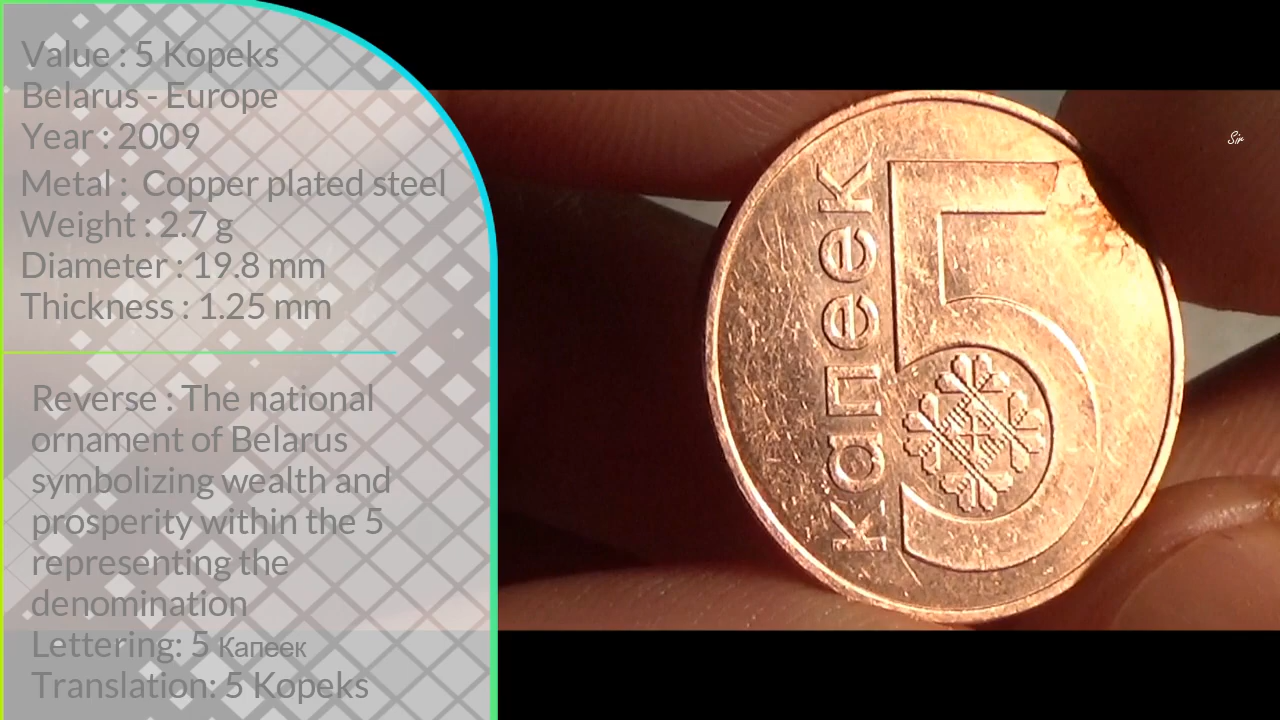 Value : 5 Kopeks
Belarus - Europe
Year : 2009
Metal : Copper plated steel
Weight : 2.7 g
Diameter : 19.8 mm
Thickness : 1.25 mm
Reverse : The national
ornament of Belarus
symbolizing wealth and
prosperity within the 5
representing the
denomination
Lettering: 5 Капеек
Translation: 5 Kopeks
капеек
5
Sir